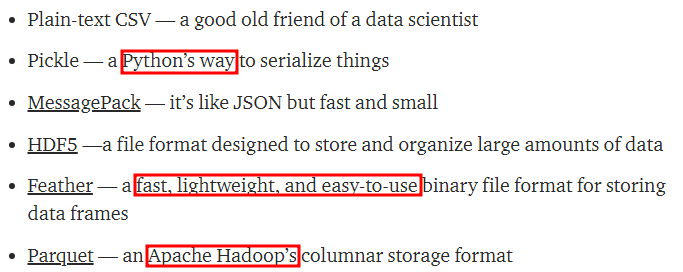 • Plain-text CSV — a good old friend of a data scientist
• Pickle — a Python’s way to serialize things
• MessagePack — it’s like JSON but fast and small
• HDF5 —a file format designed to store and organize large amounts of data
• Feather — a fast, lightweight, and easy-to-use binary file format for storing
data frames
• Parquet — an Apache Hadoop’s columnar storage format